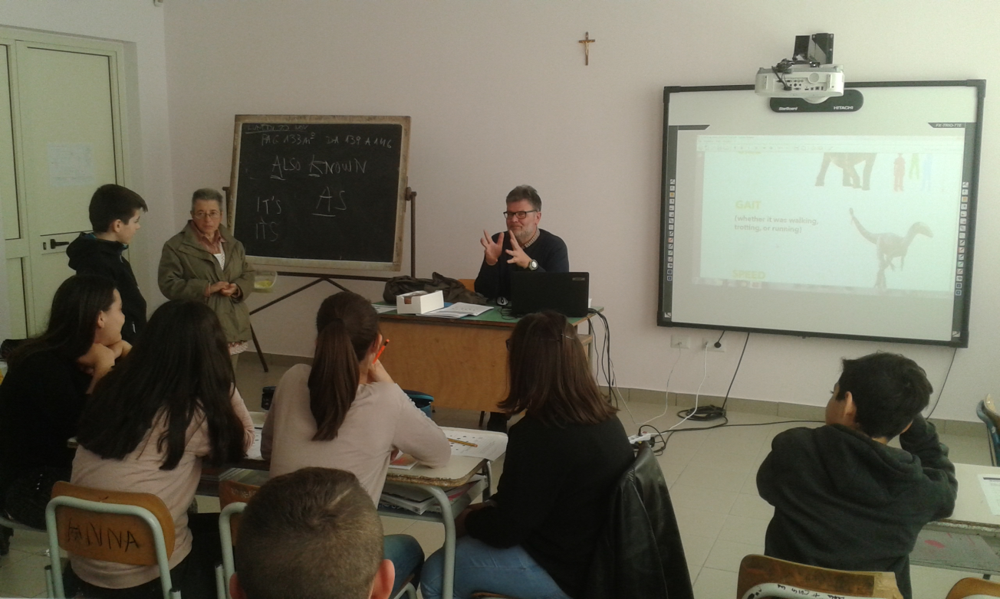 PAG 133 m² DA 139 A 146
ALSO KNOWN
AS
IT'S
ITS
StarBoard HITACHI
GAIT
(whether it was walking,
trotting, or running)
SPEED
ANNA